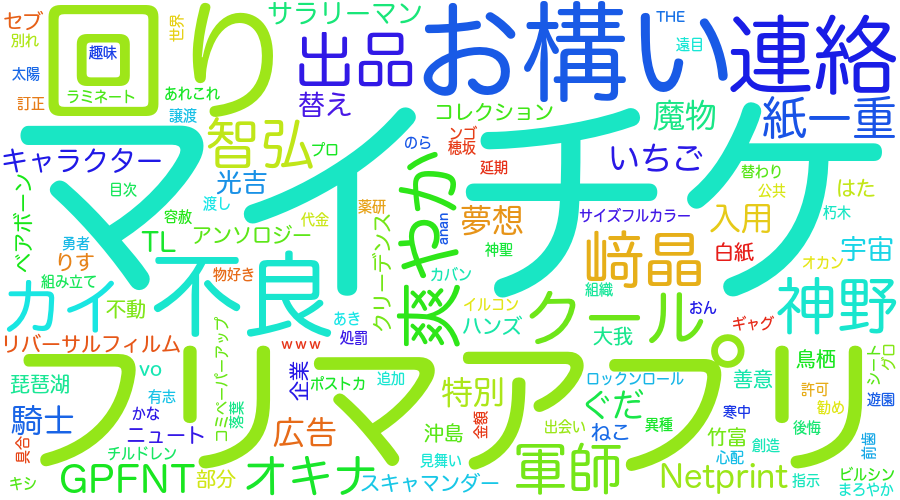 セブ
別れ
太陽
訂正
回り
趣味
ラミネート
世界
あれこれ
譲渡
サラリーマン
出品
替え
THE
遠目
お構い
連絡
コレクション
魔物
紙一重
智弘
プロ
のら
ンゴ
穂坂
延期
いちご
替わり
公共
はた
朽木
キャラクター
マイチケ
光吉
目次
渡し
容赦
代金
薬研
爽やか
anan
夢想
神聖
サイズフルカラー
入用
白紙
オカン
宇宙
ベアボーン
勇者
りす
組み立て
TL
アンソロジー
物好き
クリーデンス
カバン
﨑晶
組織
カイ
不動
不良
あき
処罰
イルコン
ハンズ
クール
大我
おん
ギャグ
神野
リバーサルフィルム
www
コミペーパーアップ
落葉
フリマアプリ
琵琶湖
vo
有志
企業
ポストカ
追加
特別
ロックンロール
善意
鳥栖
許可
シート
グロ
騎士
かな
ニュート
チルドレン
広告
沖島
金額
出会い
ぐだ
ねこ
異種
寒中
竹富
心配
創造
後悔
勧め
遊園
前歯
具合
キシ
GPFNT
部分
オキナ
見舞い
スキャマンダー
軍師
Netprint
指示
ビルシン
まろやか